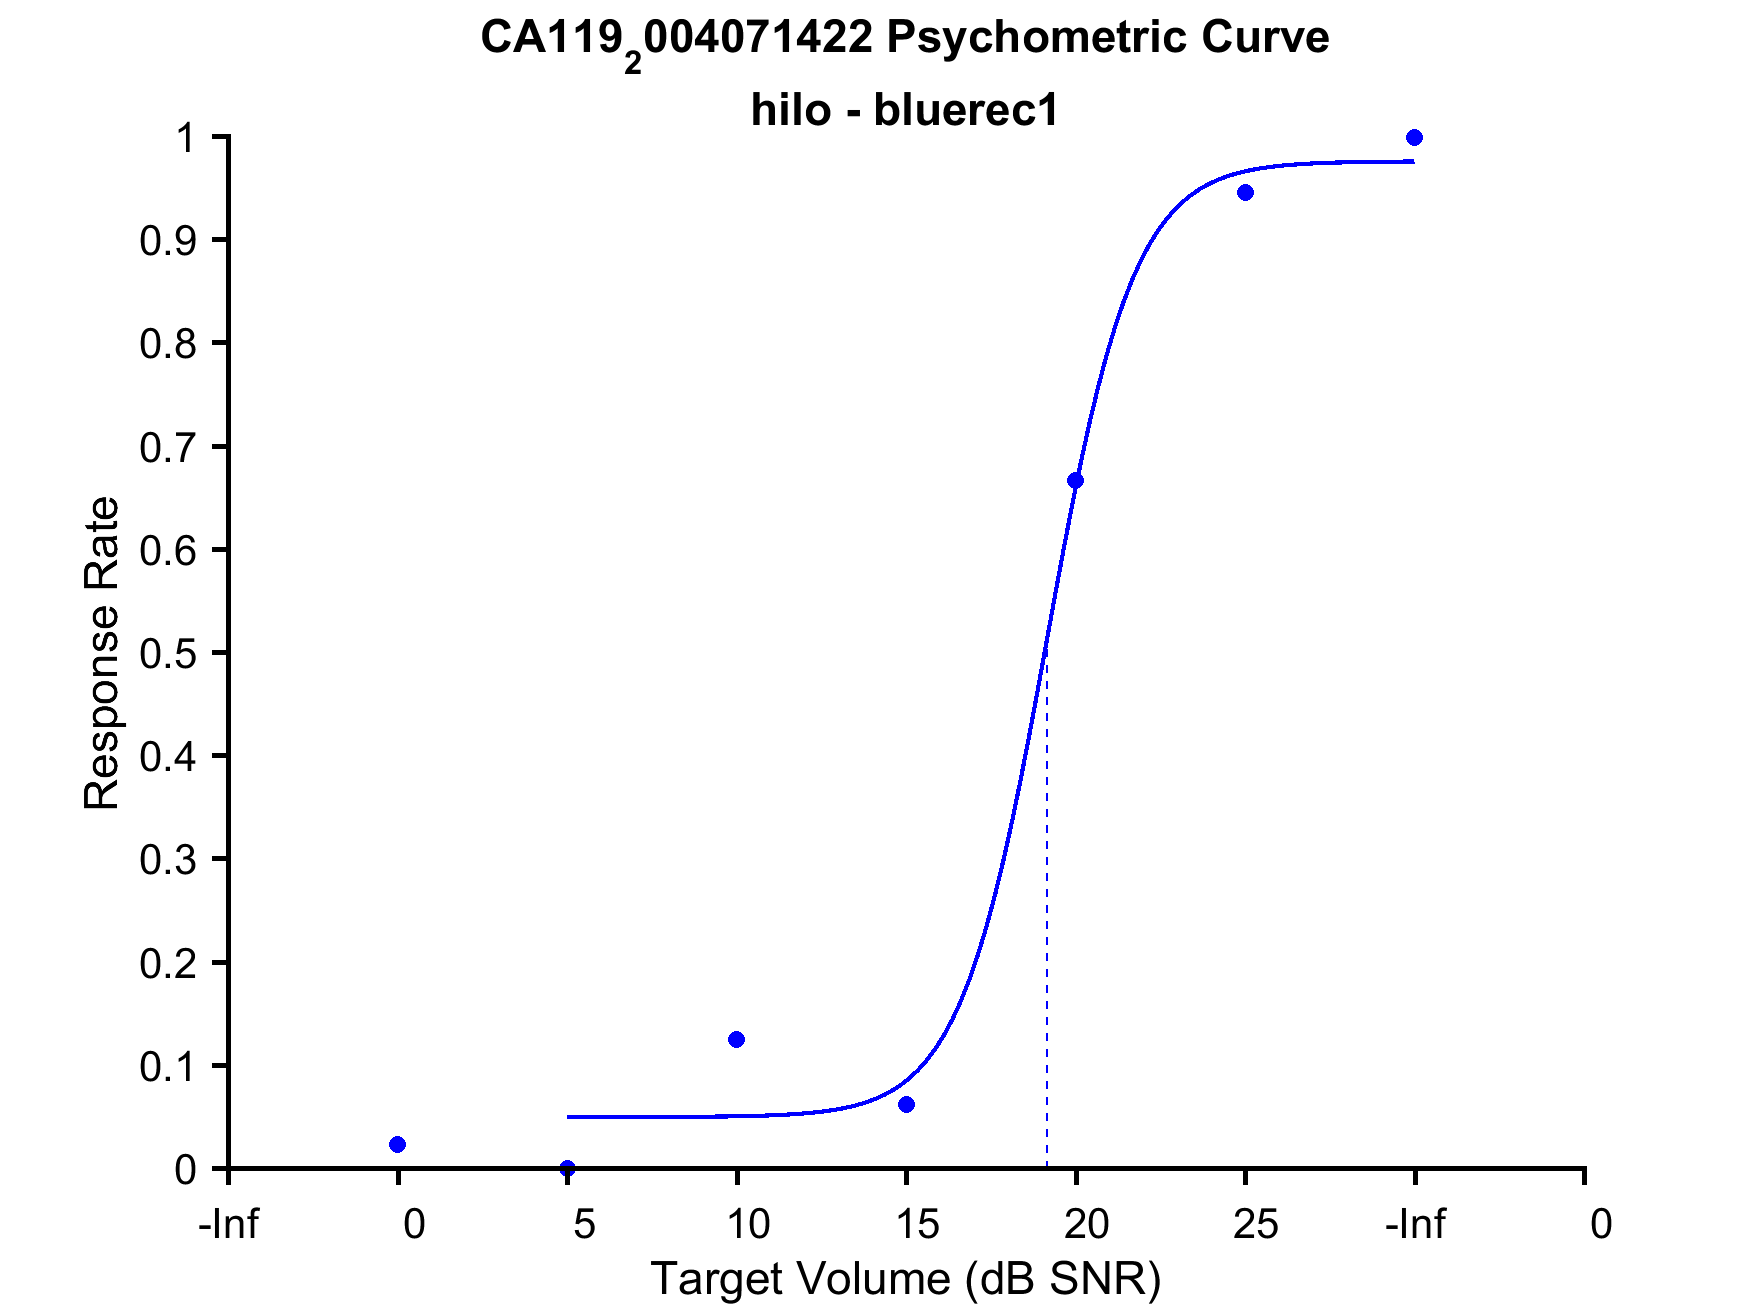 CA119₂004071422 Psychometric Curve
hilo - bluerec1
1
0.9
0.8
0.7
0.6
0.5
0.4
0.3
0.2
0.1
0
Response Rate
-Inf 0 5 10 15 20 25 -Inf 0
Target Volume (dB SNR)